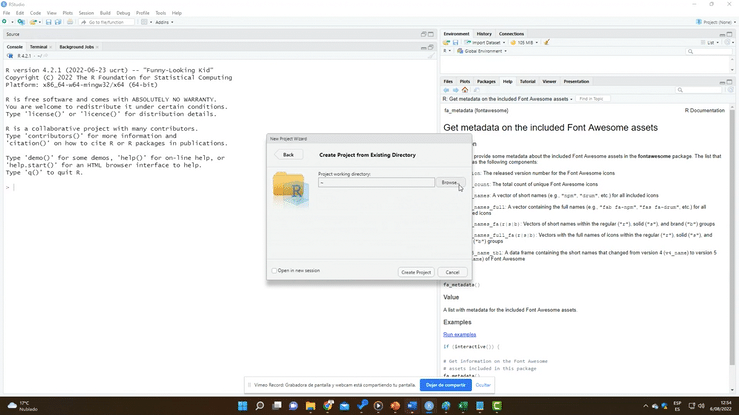 RStudio
File Edit Code View Plots Session Build Debug Profile Tools Help
Go to file/function
Addins
Project: (None)
Source
Console Terminal Background Jobs
R 4.2.1 · ~/
R version 4.2.1 (2022-06-23 ucrt) -- "Funny-Looking Kid"
Copyright (C) 2022 The R Foundation for Statistical Computing
Platform: x86_64-w64-mingw32/x64 (64-bit)
R is free software and comes with ABSOLUTELY NO WARRANTY.
You are welcome to redistribute it under certain conditions.
Type 'license()' or 'licence()' for distribution details.
R is a collaborative project with many contributors.
Type 'contributors()' for more information and
'citation()' on how to cite R or R packages in publications.
Type 'demo()' for some demos, 'help()' for on-line help, or
'help.start()' for an HTML browser interface to help.
Type 'q()' to quit R.
>
New Project Wizard
Back
Create Project from Existing Directory
Project working directory:
~
Browse...
Open in new session
Create Project
Cancel
Environment History Connections
Import Dataset
105 MiB
List
R
Global Environment
Files Plots Packages Help Tutorial Viewer Presentation
R: Get metadata on the included Font Awesome assets
Find in Topic
fa_metadata {fontawesome}
R Documentation
Get metadata on the included Font Awesome assets
provide some metadata about the included Font Awesome assets in the fontawesome package. The list that
as the following components:
The released version number for the Font Awesome icons
_count: The total count of unique Font Awesome icons
_names: A vector of short names (e.g., "npm", "drum", etc.) for all included icons
_names_full: A vector containing the full names (e.g., "fab fa-npm", "fas fa-drum", etc.) for all
icons
_names_fa(r|s|b): Vectors of short names within the regular ("r"), solid ("s"), and brand ("b") groups
_names_full_fa(r|s|b): Vectors with the full names of icons within the regular ("r"), solid ("s"), and
("b") groups
A data frame containing the short names that changed from version 4 (v4_name) to version 5
of Font Awesome
fa_metadata()
Value
A list with metadata for the included Font Awesome assets.
Examples
Run examples
if (interactive()) {
# Get information on the Font Awesome
# assets included in this package
fa_metadata()
Vimeo Record: Grabadora de pantalla y webcam está compartiendo tu pantalla.
Dejar de compartir
Ocultar
17°C
Nublado
ESP
ES
12:54
6/08/2022